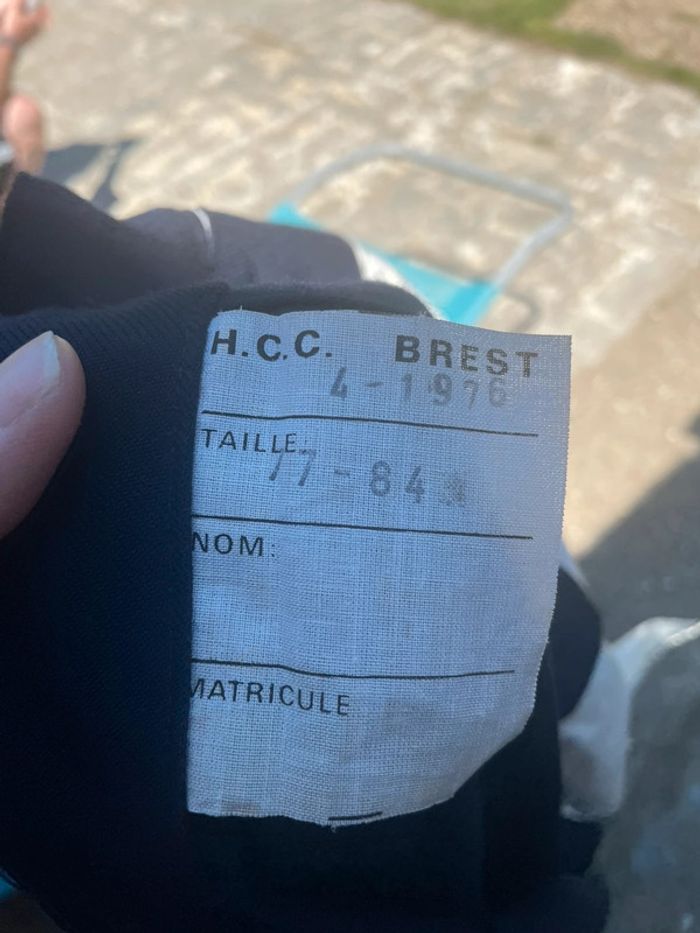 H.C.C. BREST
4-1976
TAILLE:
77-84
NOM:
MATRICULE